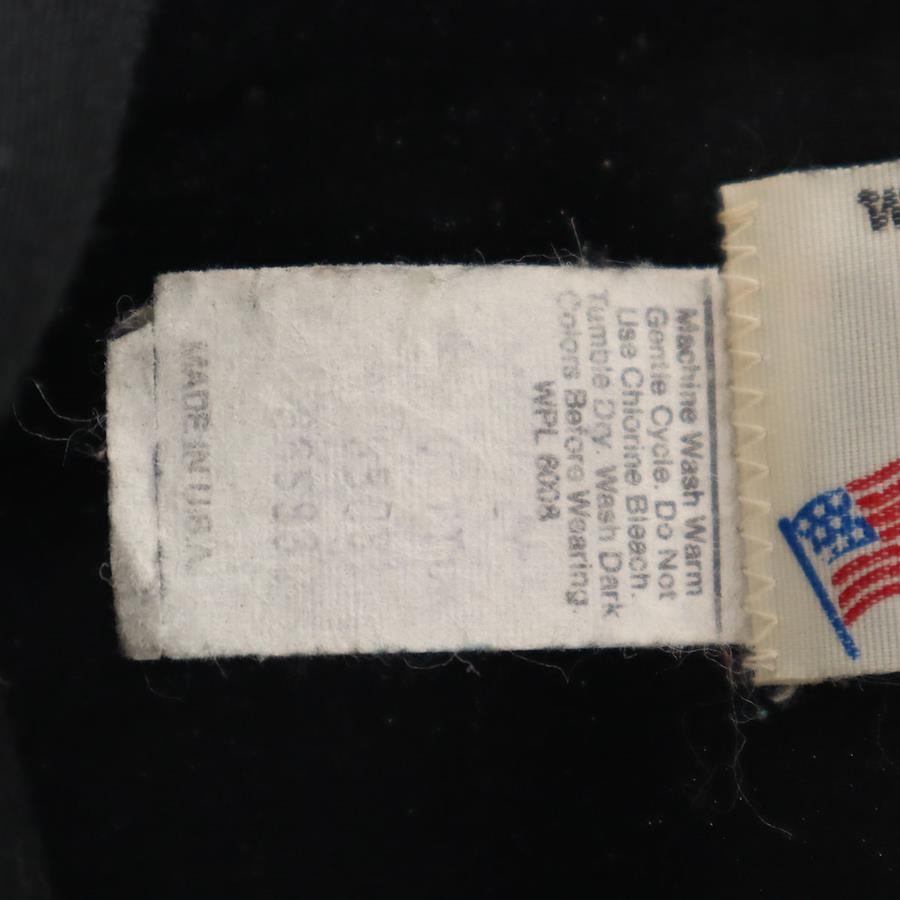 Machine Wash Warm
Gentle Cycle. Do Not
Use Chlorine Bleach.
Tumble Dry. Wash Dark
Colors Before Wearing.
WPL 6008
MADE IN U.S.A.
W